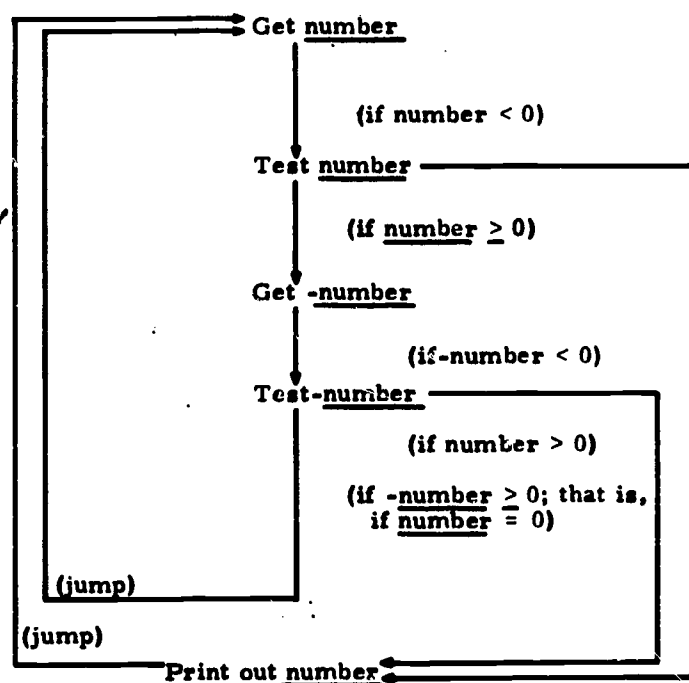 Get number
(if number < 0)
Test number
(if number ≥ 0)
Get -number
(if-number < 0)
Test-number
(if number > 0)
(if -number ≥ 0; that is,
if number = 0)
(jump)
(jump)
Print out number